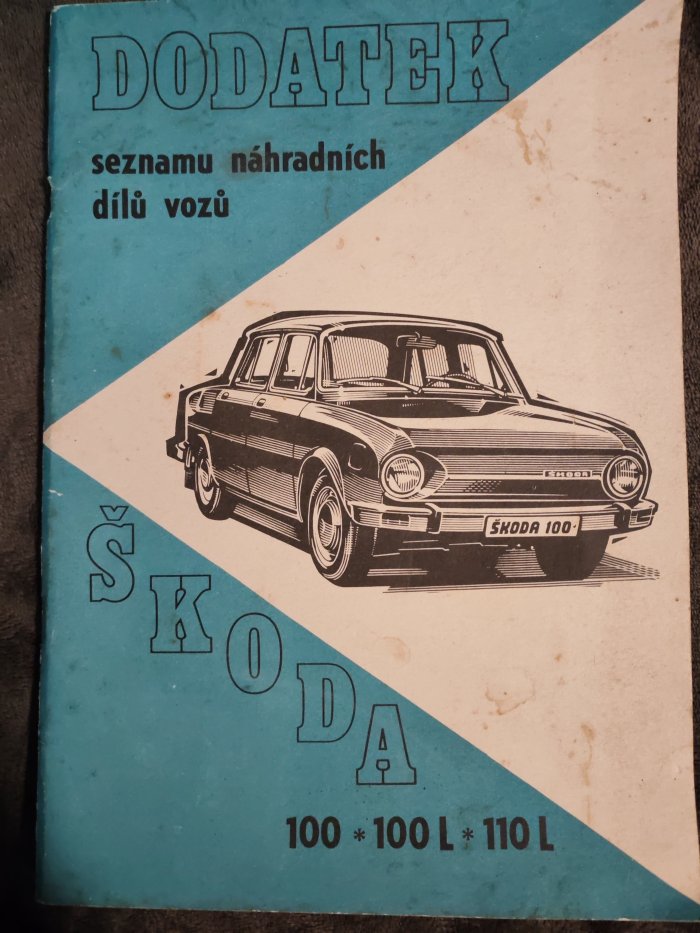 DODATEK
seznamu náhradních
dílů vozů
ŠKODA
ŠKODA 100
ŠKODA
100 * 100 L * 110 L